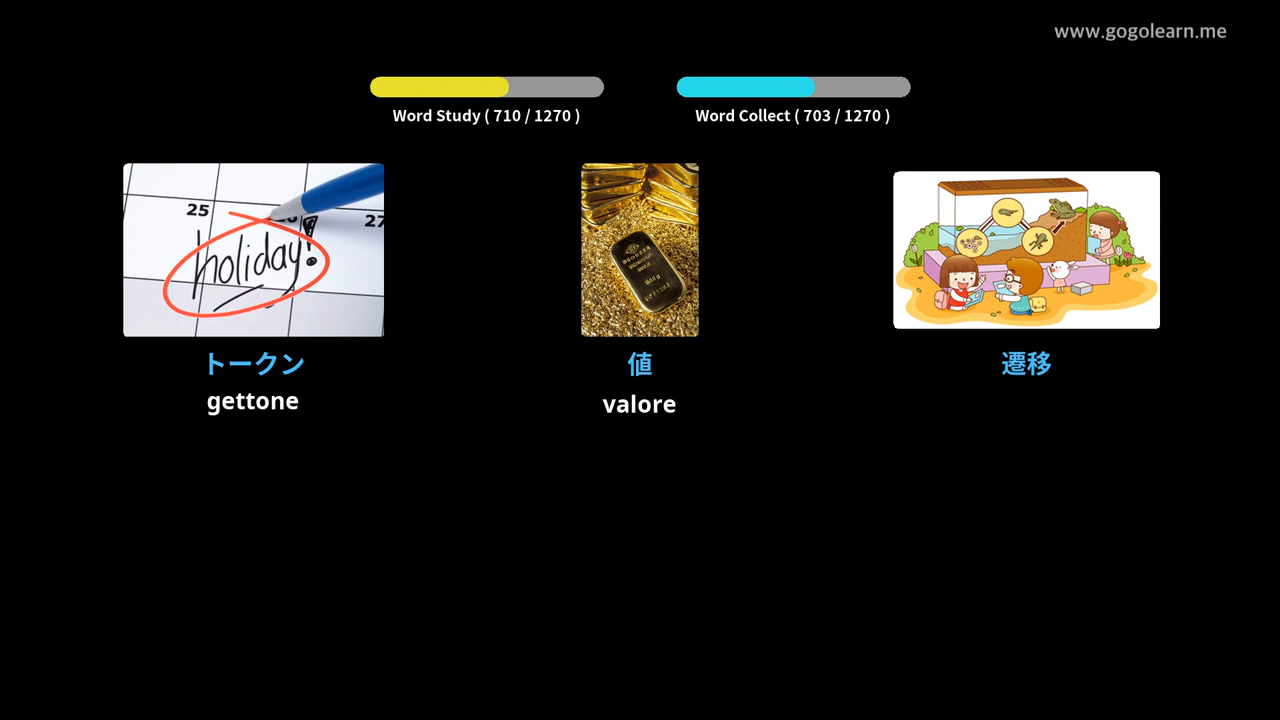 www.gogolearn.me
Word Study ( 710 / 1270 )
Word Collect ( 703 / 1270 )
25
27
holiday!
トークン
値
遷移
gettone
valore